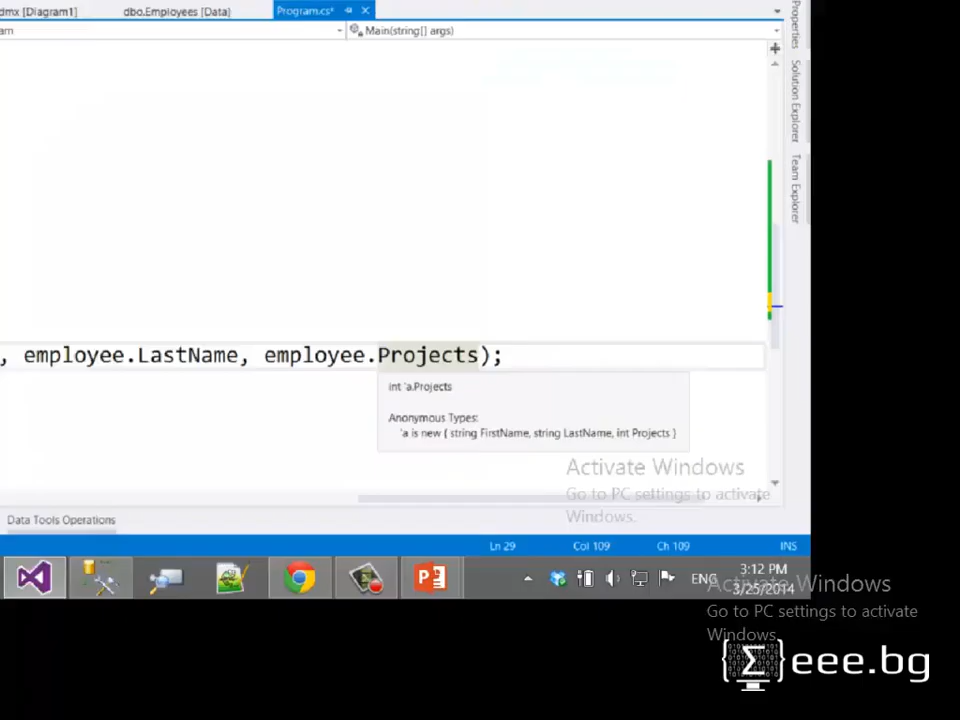 dmx [Diagram1]
dbo.Employees [Data]
Program.cs*
am
Main(string[] args)
Properties
Solution Explorer
Team Explorer
, employee.LastName, employee.Projects);
int 'a.Projects
Anonymous Types:
'a is new { string FirstName, string LastName, int Projects }
Activate Windows
Go to PC settings to activate
Windows.
Data Tools Operations
Ln 29
Col 109
Ch 109
INS
ENG
3:12 PM
3/25/2014
Activate Windows
Go to PC settings to activate
Windows.
eee.bg